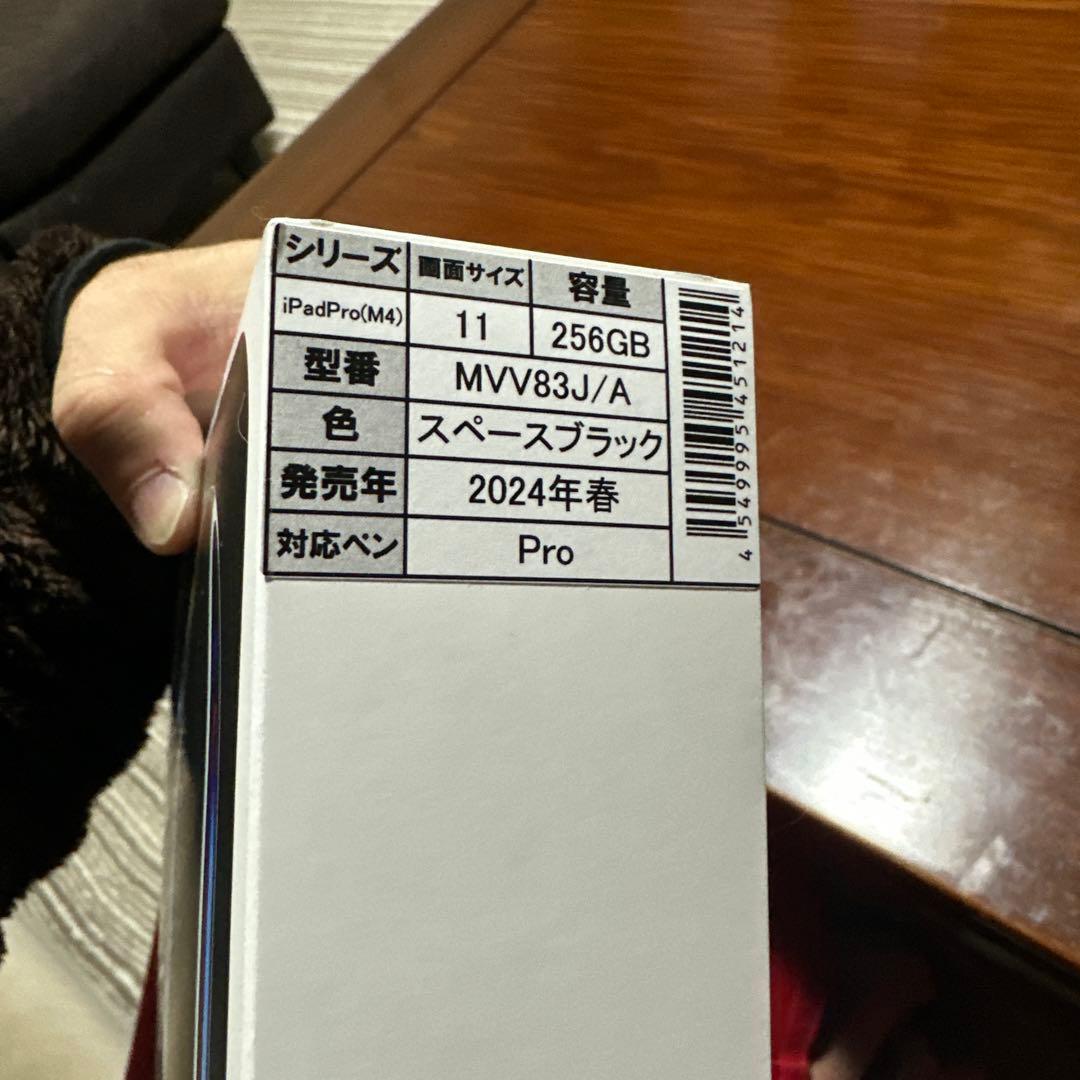 シリーズ 画面サイズ 容量
iPadPro(M4) 11 256GB
型番 MVV83J/A
色 スペースブラック
発売年 2024年春
対応ペン Pro
4549995451214